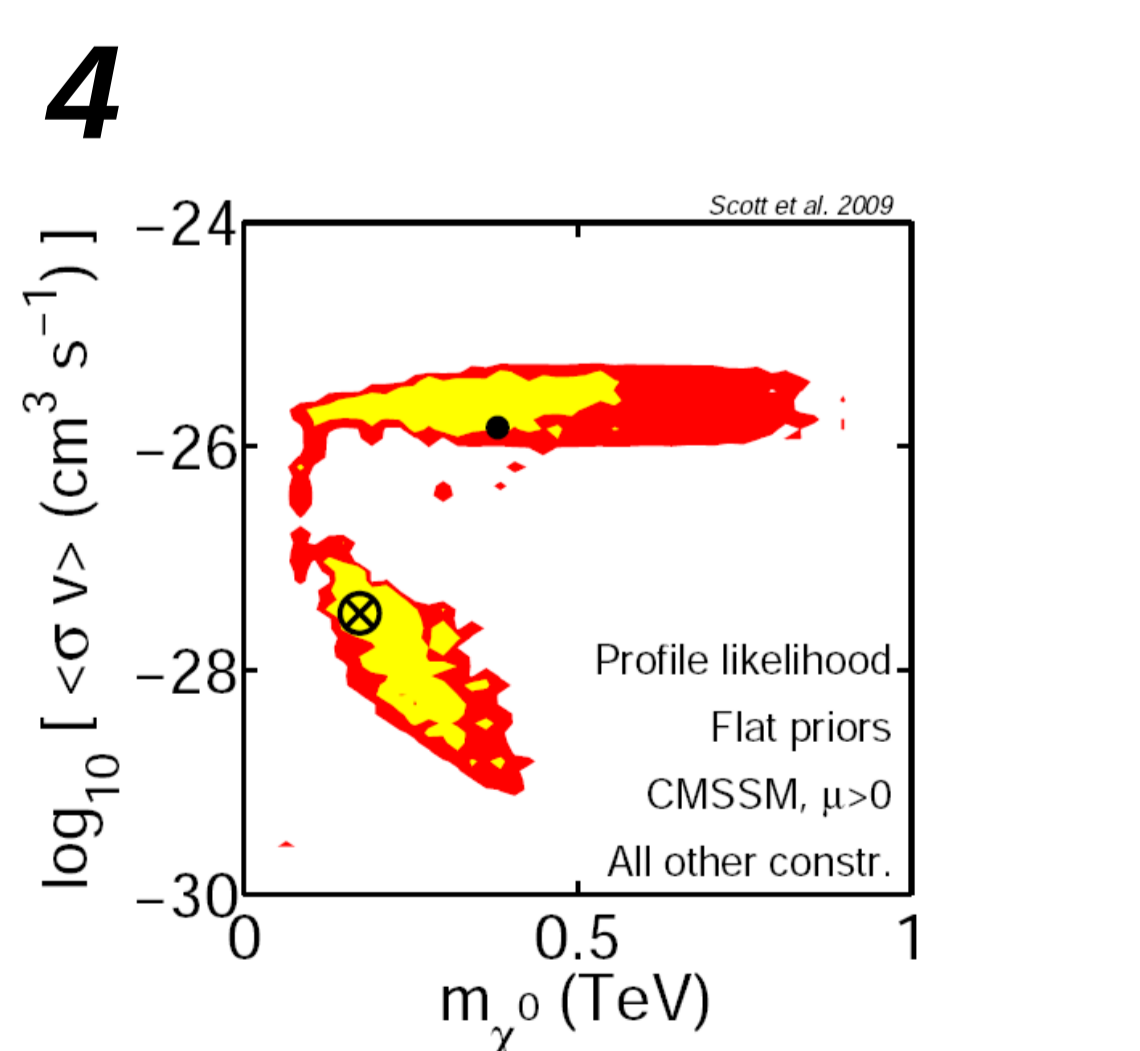 4
Scott et al. 2009
−24
−26
−28
−30
log10 [ <σ v> (cm3 s−1) ]
Profile likelihood
Flat priors
CMSSM, μ>0
All other constr.
0
0.5
1
mχ0 (TeV)